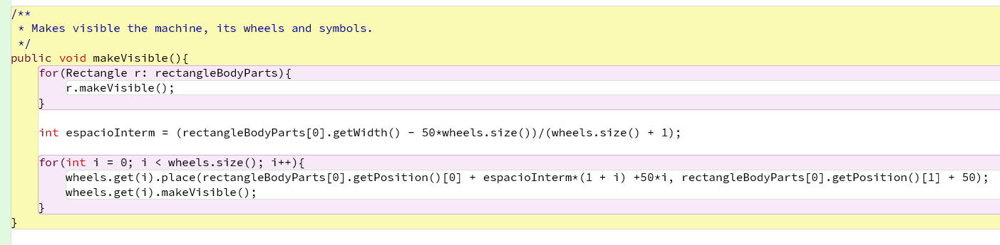 /**
 * Makes visible the machine, its wheels and symbols.
 */
public void makeVisible(){
    for(Rectangle r: rectangleBodyParts){
        r.makeVisible();
    }
    int espacioInterm = (rectangleBodyParts[0].getWidth() - 50*wheels.size())/(wheels.size() + 1);
    for(int i = 0; i < wheels.size(); i++){
        wheels.get(i).place(rectangleBodyParts[0].getPosition()[0] + espacioInterm*(1 + i) +50*i, rectangleBodyParts[0].getPosition()[1] + 50);
        wheels.get(i).makeVisible();
    }
}